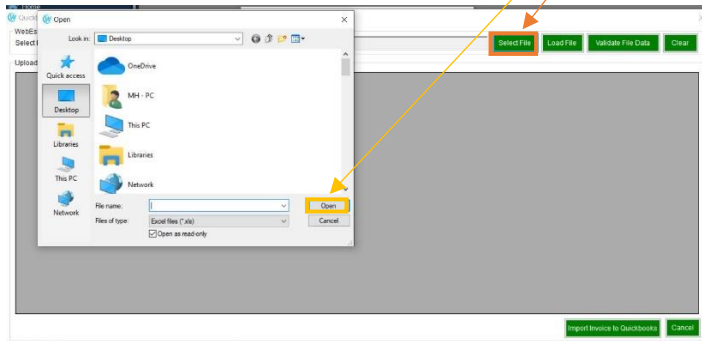 Home
Open
Look in: Desktop
Select File Load File Validate File Data Clear
Upload
Quick access
Desktop
Libraries
This PC
Network
OneDrive
MH - PC
This PC
Libraries
Network
File name: Open
Files of type: Excel files (*.xls) Cancel
Open as read-only
Import Invoice to Quickbooks Cancel